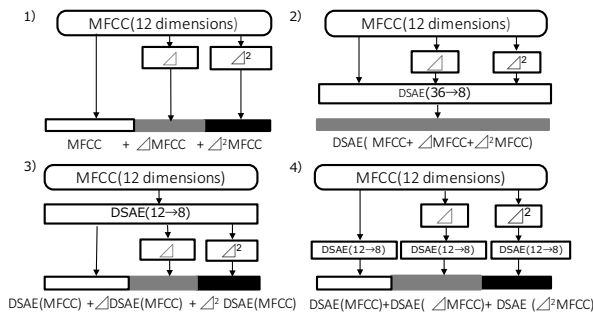 1)
MFCC(12 dimensions)
⊿
⊿²
MFCC + ⊿MFCC + ⊿²MFCC
2)
MFCC(12 dimensions)
⊿
⊿²
DSAE(36→8)
DSAE( MFCC+ ⊿MFCC+⊿²MFCC)
3)
MFCC(12 dimensions)
DSAE(12→8)
⊿
⊿²
DSAE(MFCC) +⊿DSAE(MFCC) + ⊿² DSAE(MFCC)
4)
MFCC(12 dimensions)
⊿
⊿²
DSAE(12→8) DSAE(12→8) DSAE(12→8)
DSAE(MFCC)+DSAE( ⊿MFCC)+ DSAE (⊿²MFCC)